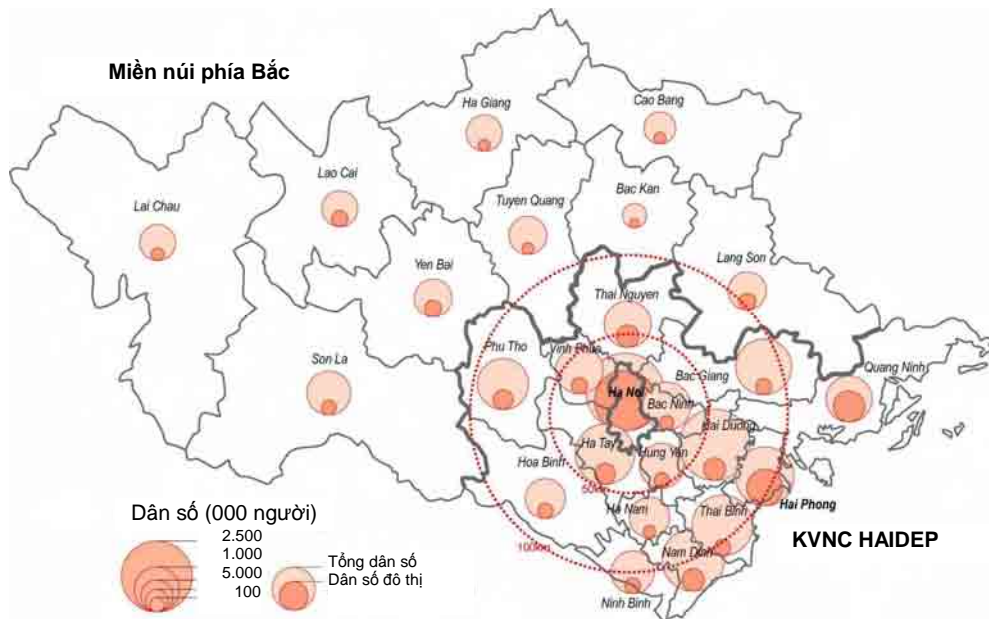 Miền núi phía Bắc
Ha Giang
Cao Bang
Lao Cai
Bac Kan
Lai Chau
Tuyen Quang
Lang Son
Yen Bai
Thai Nguyen
Phu Tho
Vinh Phuc
Son La
Bac Giang
Quang Ninh
Ha Noi
Bac Ninh
Hai Duong
Ha Tay
Hung Yen
Hoa Binh
Ha Nam
Thai Binh
Hai Phong
100km
Nam Dinh
KVNC HAIDEP
Ninh Binh
Dân số (000 người)
2.500
1.000
5.000
100
Tổng dân số
Dân số đô thị